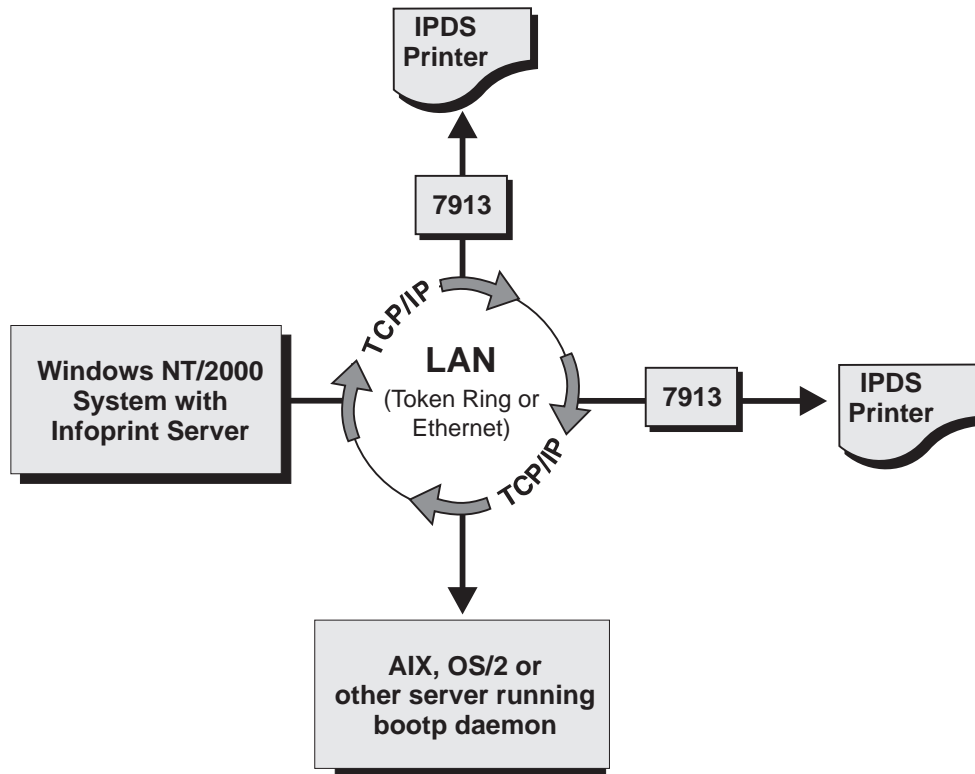 IPDS
Printer
7913
TCP/IP
LAN
(Token Ring or
Ethernet)
TCP/IP
Windows NT/2000
System with
Infoprint Server
7913
IPDS
Printer
AIX, OS/2 or
other server running
bootp daemon